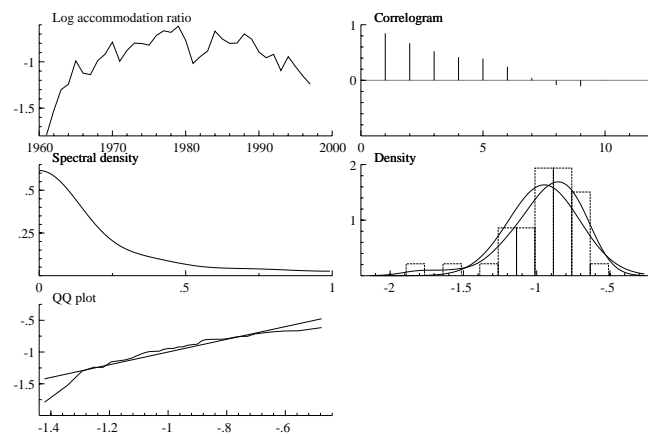 Log accommodation ratio
-1
-1.5
1960 1970 1980 1990 2000
Correlogram
1
0
0 5 10
Spectral density
.5
.25
0 .5 1
Density
2
1
-2 -1.5 -1 -.5
QQ plot
-.5
-1
-1.5
-1.4 -1.2 -1 -.8 -.6